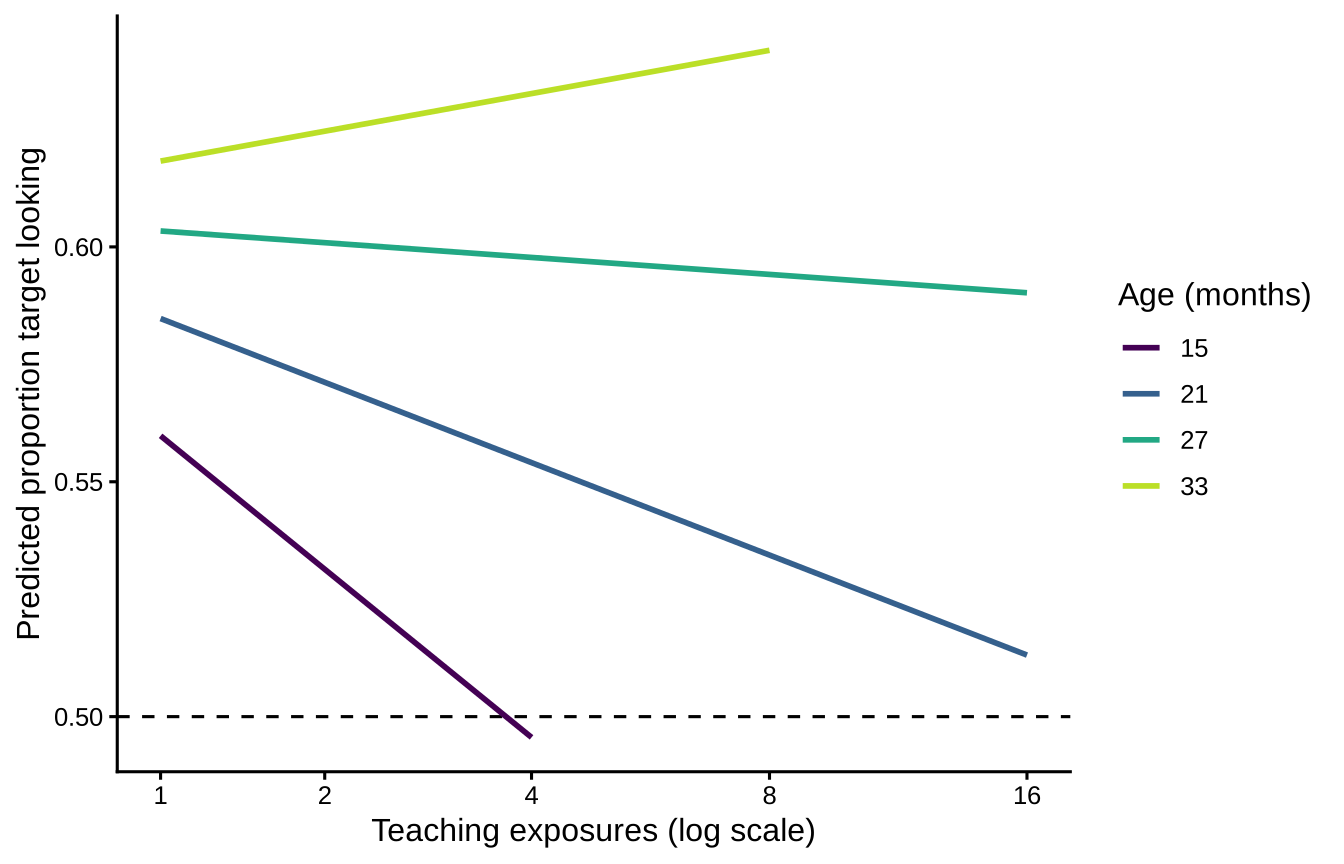 Predicted proportion target looking
0.60
0.55
0.50
1 2 4 8 16
Teaching exposures (log scale)
Age (months)
15
21
27
33